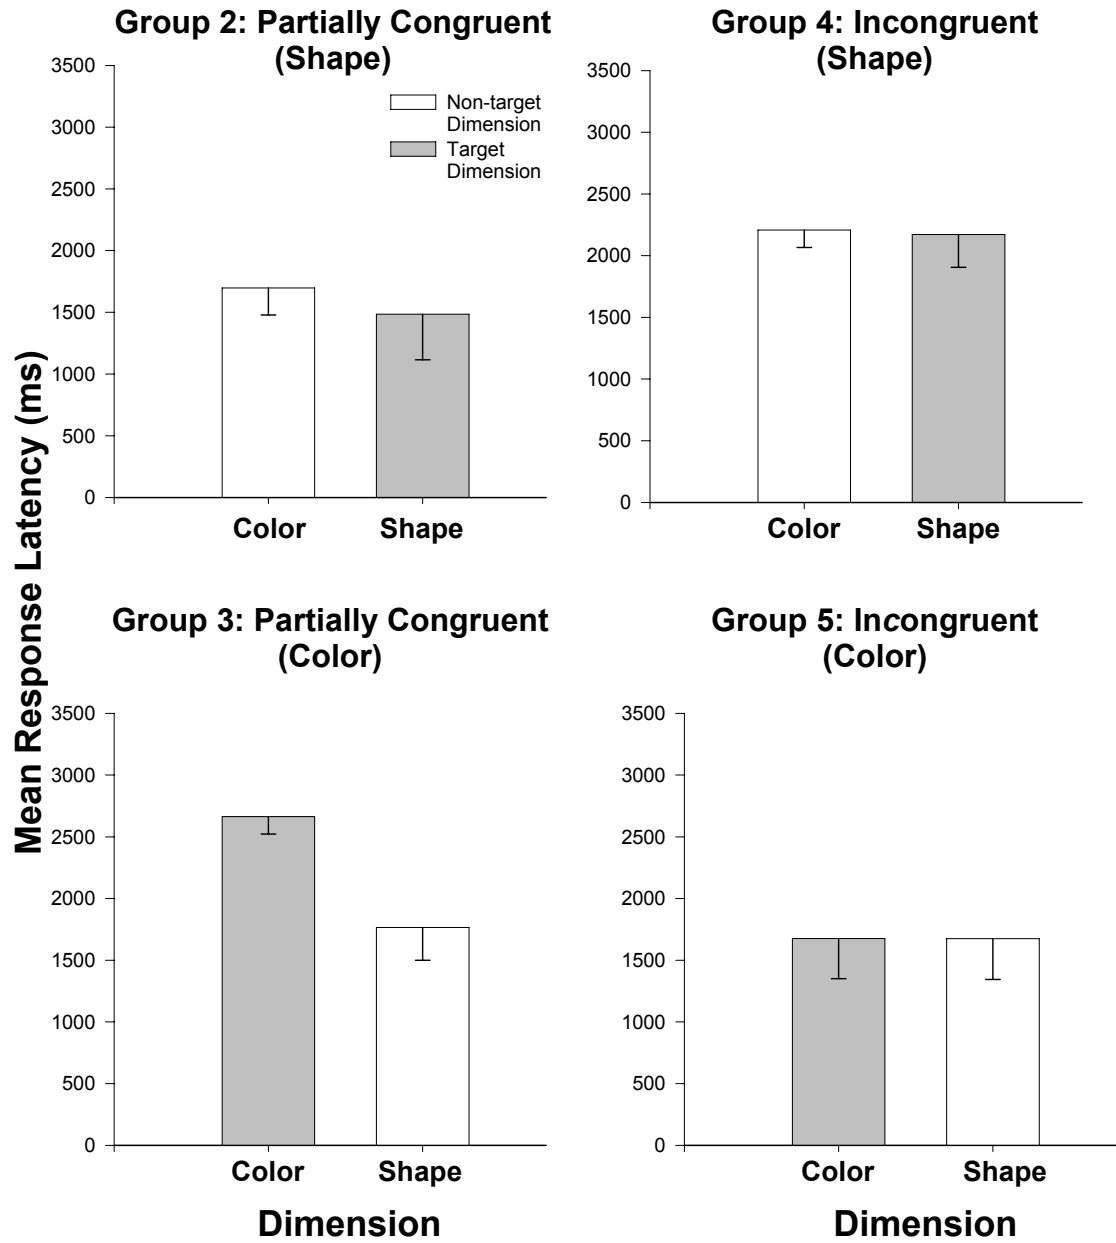 Group 2: Partially Congruent
(Shape)
3500
3000
2500
2000
1500
1000
500
0
Non-target
Dimension
Target
Dimension
Color Shape
Group 4: Incongruent
(Shape)
3500
3000
2500
2000
1500
1000
500
0
Color Shape
Mean Response Latency (ms)
Group 3: Partially Congruent
(Color)
3500
3000
2500
2000
1500
1000
500
0
Color Shape
Dimension
Group 5: Incongruent
(Color)
3500
3000
2500
2000
1500
1000
500
0
Color Shape
Dimension